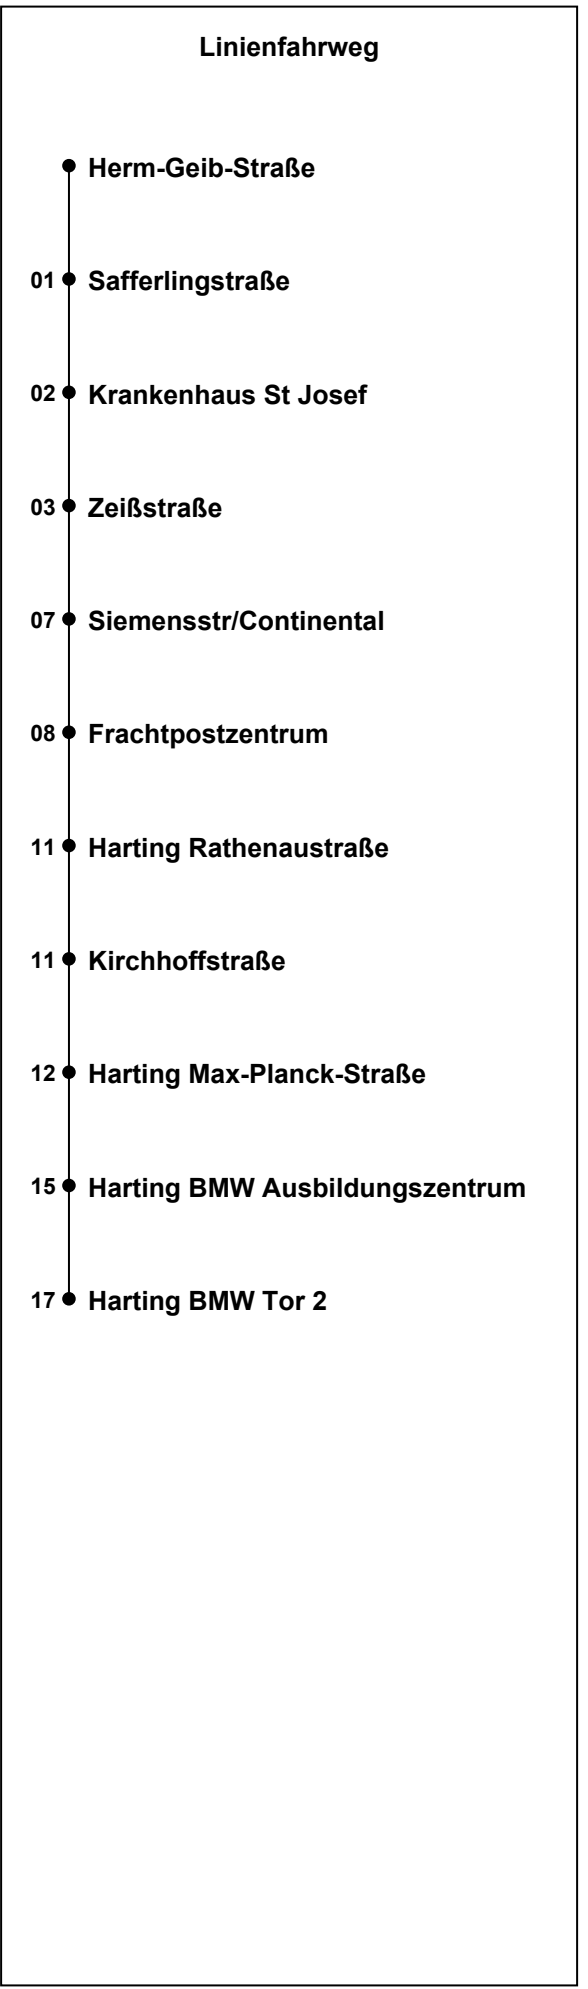 Linienfahrweg
Herm-Geib-Straße
01 Safferlingstraße
02 Krankenhaus St Josef
03 Zeißstraße
07 Siemensstr/Continental
08 Frachtpostzentrum
11 Harting Rathenaustraße
11 Kirchhoffstraße
12 Harting Max-Planck-Straße
15 Harting BMW Ausbildungszentrum
17 Harting BMW Tor 2